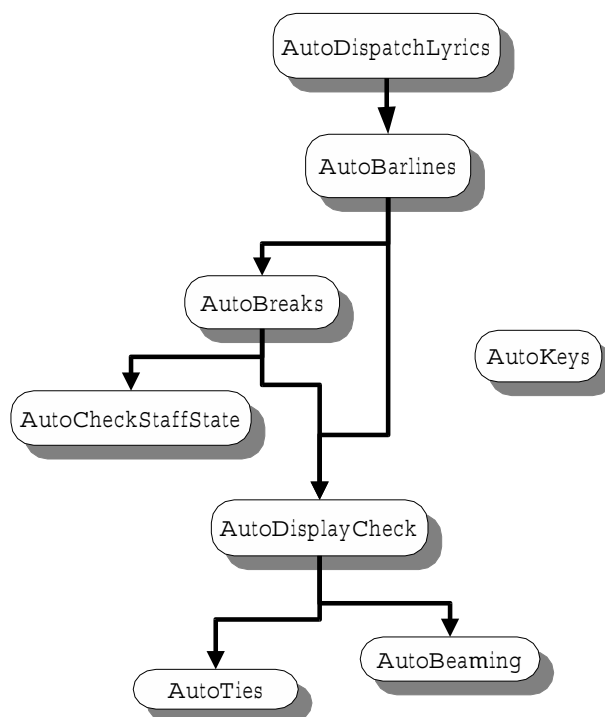 AutoDispatchLyrics
AutoBarlines
AutoBreaks
AutoKeys
AutoCheckStaffState
AutoDisplayCheck
AutoBeaming
AutoTies